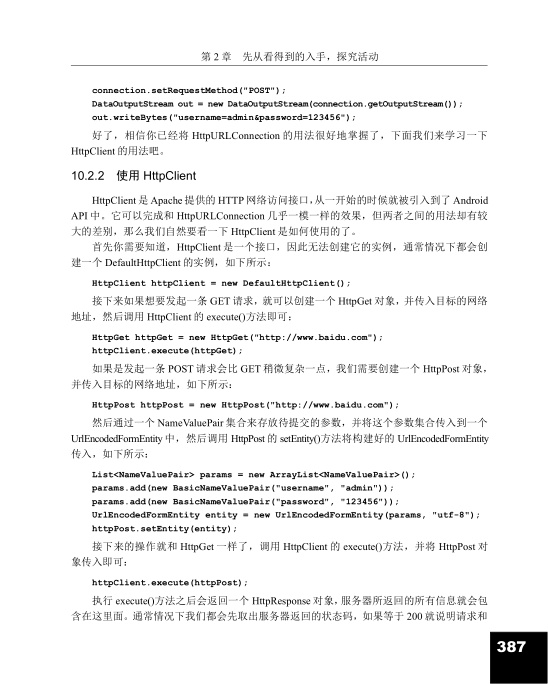 第 2 章 先从看得到的入手，探究活动
connection.setRequestMethod("POST");
DataOutputStream out = new DataOutputStream(connection.getOutputStream());
out.writeBytes("username=admin&password=123456");
好了，相信你已经将 HttpURLConnection 的用法很好地掌握了，下面我们来学习一下
HttpClient 的用法吧。
10.2.2 使用 HttpClient
HttpClient 是 Apache 提供的 HTTP 网络访问接口，从一开始的时候就被引入到了 Android
API 中。它可以完成和 HttpURLConnection 几乎一模一样的效果，但两者之间的用法却有较
大的差别，那么我们自然要看一下 HttpClient 是如何使用的了。
首先你需要知道，HttpClient 是一个接口，因此无法创建它的实例，通常情况下都会创
建一个 DefaultHttpClient 的实例，如下所示：
HttpClient httpClient = new DefaultHttpClient();
接下来如果想要发起一条 GET 请求，就可以创建一个 HttpGet 对象，并传入目标的网络
地址，然后调用 HttpClient 的 execute()方法即可：
HttpGet httpGet = new HttpGet("http://www.baidu.com");
httpClient.execute(httpGet);
如果是发起一条 POST 请求会比 GET 稍微复杂一点，我们需要创建一个 HttpPost 对象，
并传入目标的网络地址，如下所示：
HttpPost httpPost = new HttpPost("http://www.baidu.com");
然后通过一个 NameValuePair 集合来存放待提交的参数，并将这个参数集合传入到一个
UrlEncodedFormEntity 中，然后调用 HttpPost 的 setEntity()方法将构建好的 UrlEncodedFormEntity
传入，如下所示：
List<NameValuePair> params = new ArrayList<NameValuePair>();
params.add(new BasicNameValuePair("username", "admin"));
params.add(new BasicNameValuePair("password", "123456"));
UrlEncodedFormEntity entity = new UrlEncodedFormEntity(params, "utf-8");
httpPost.setEntity(entity);
接下来的操作就和 HttpGet 一样了，调用 HttpClient 的 execute()方法，并将 HttpPost 对
象传入即可：
httpClient.execute(httpPost);
执行 execute()方法之后会返回一个 HttpResponse 对象，服务器所返回的所有信息就会包
含在这里面。通常情况下我们都会先取出服务器返回的状态码，如果等于 200 就说明请求和
387